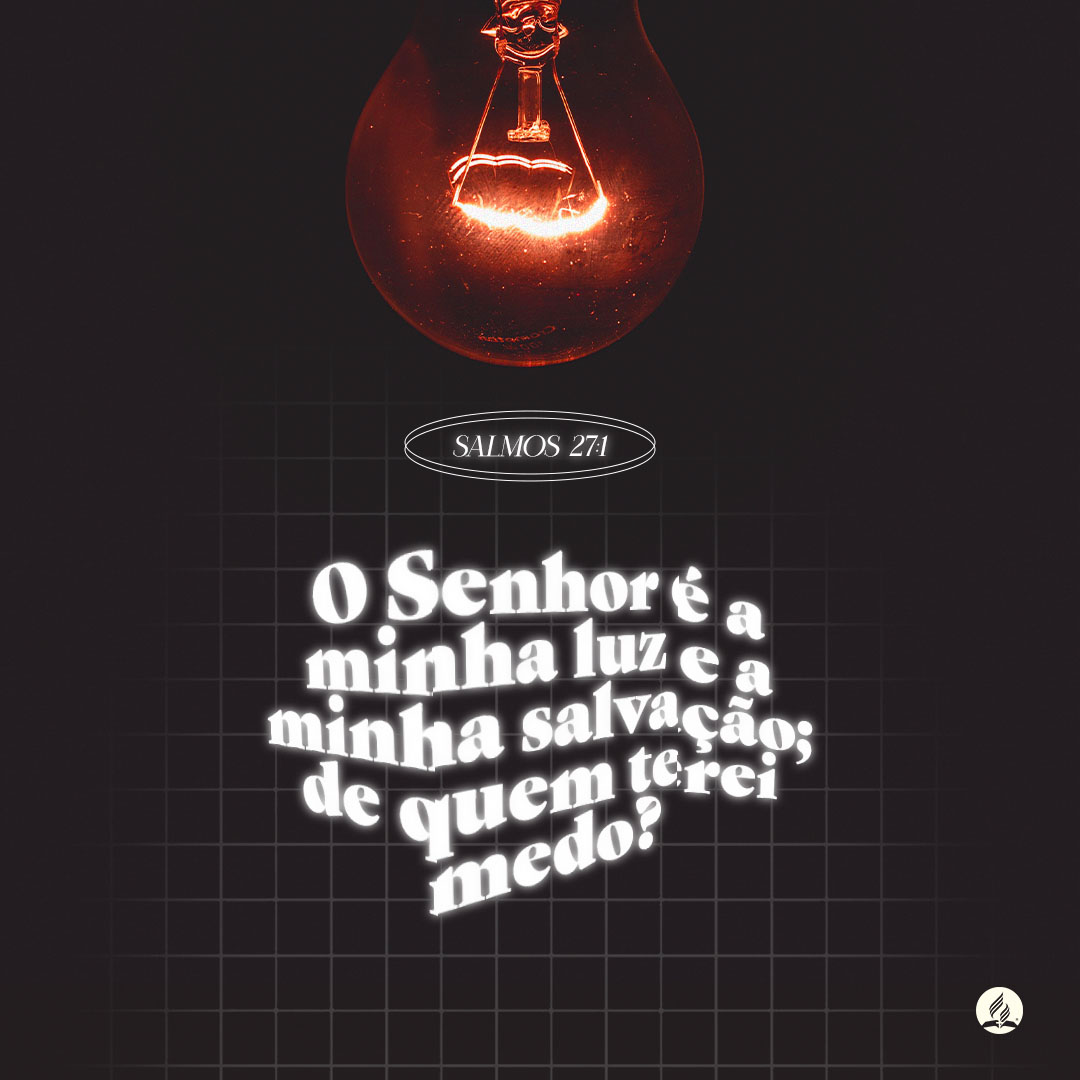 SALMOS 27:1
O Senhor é a
minha luz e a
minha salvação;
de quem terei
medo?